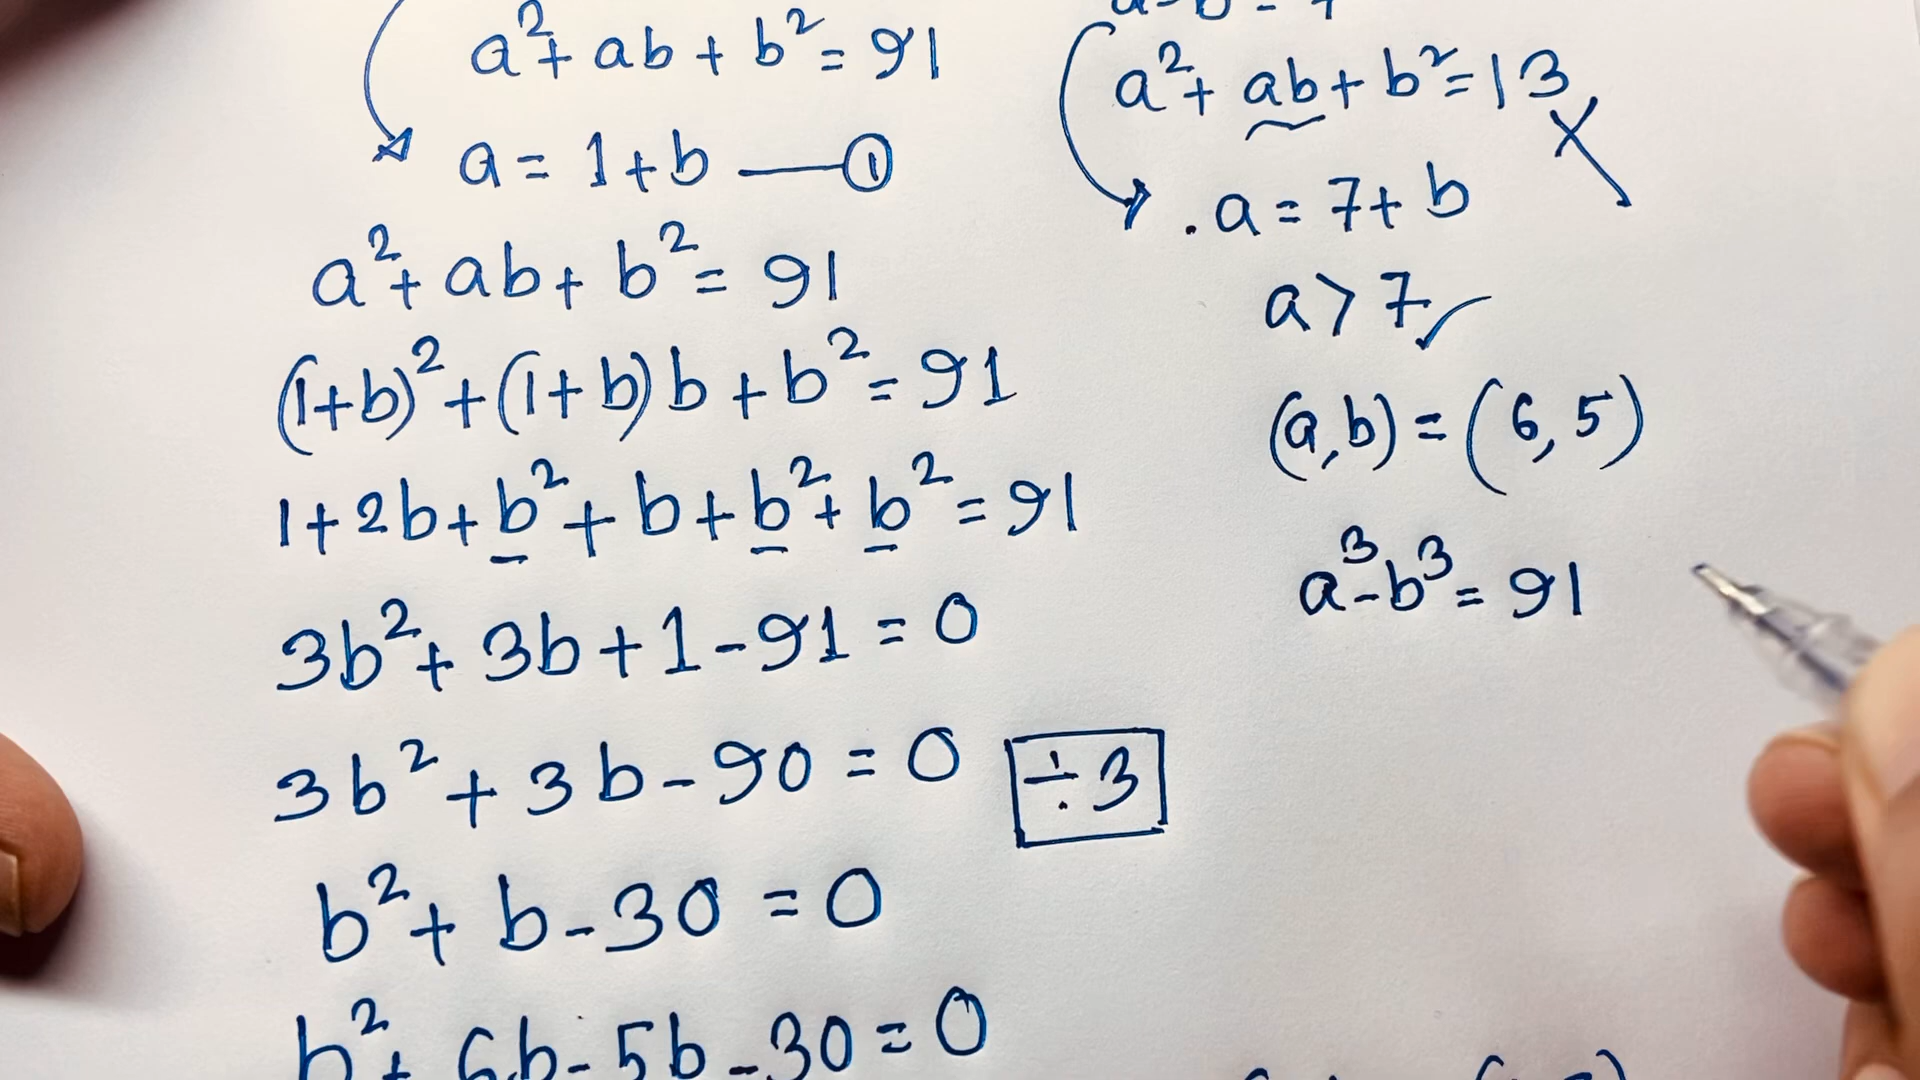 a²+ ab + b² = 91
a = 1+b —①
a²+ ab + b² = 91
(1+b)²+(1+b)b + b² = 91
1+2b+b²+b+b²+b² = 91
3b²+ 3b+1-91 = 0
3b² + 3b-90 = 0 ÷3
b²+ b-30 = 0
b²+ 6b-5b-30 = 0
a²+ ab + b² = 13 X
. a = 7+ b
a > 7 ✓
(a,b) = (6,5)
a³-b³ = 91